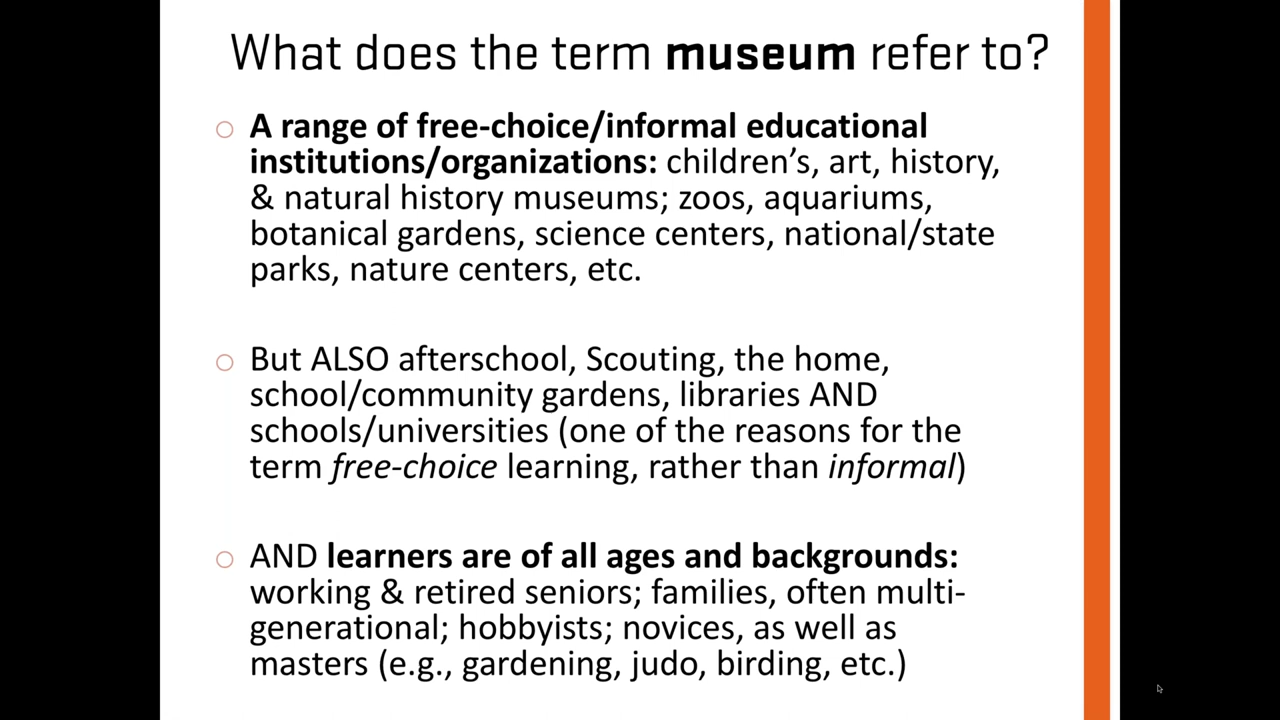 What does the term museum refer to?
A range of free-choice/informal educational
institutions/organizations: children’s, art, history,
& natural history museums; zoos, aquariums,
botanical gardens, science centers, national/state
parks, nature centers, etc.
But ALSO afterschool, Scouting, the home,
school/community gardens, libraries AND
schools/universities (one of the reasons for the
term free-choice learning, rather than informal)
AND learners are of all ages and backgrounds:
working & retired seniors; families, often multi-
generational; hobbyists; novices, as well as
masters (e.g., gardening, judo, birding, etc.)